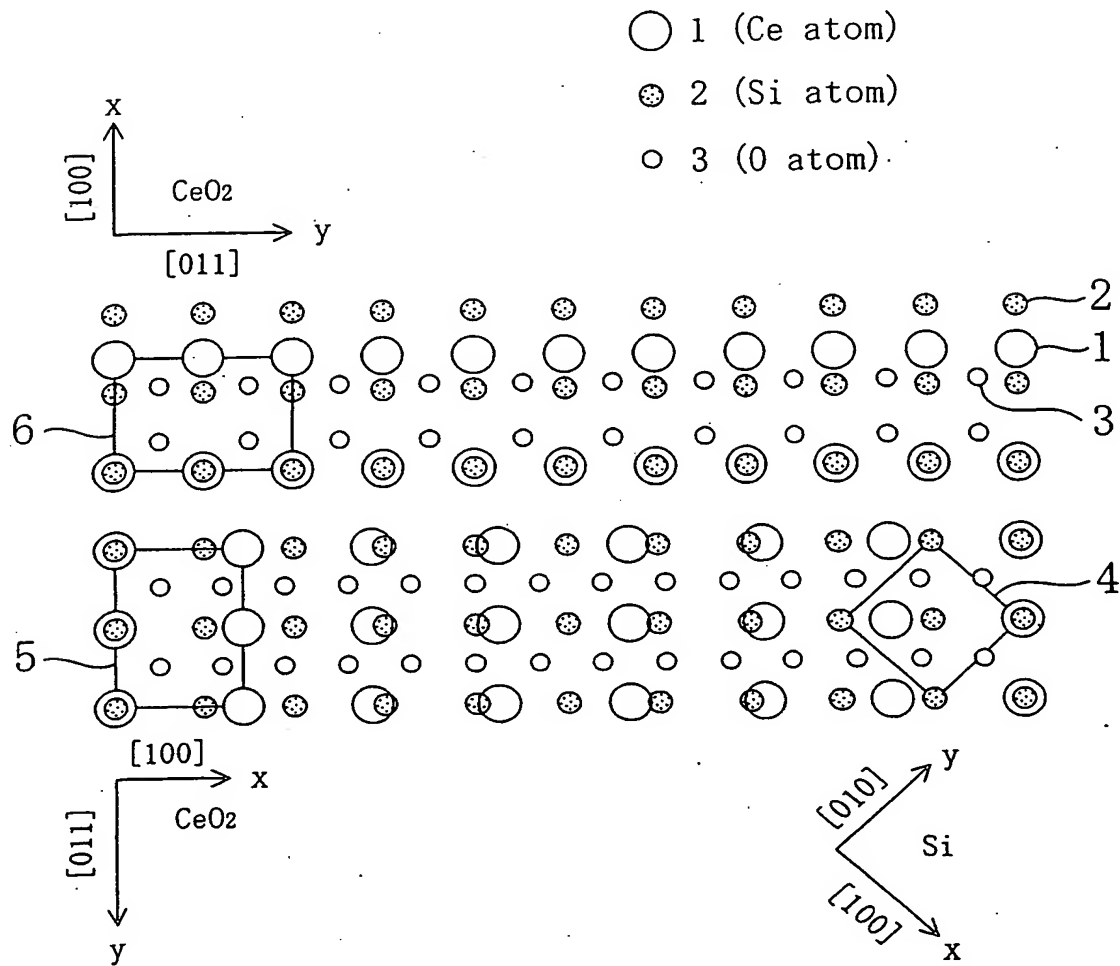 1 (Ce atom)
2 (Si atom)
3 (O atom)
x
[100]
CeO2
y
[011]
2
1
3
6
5
4
[100]
x
CeO2
[011]
y
y
[010]
Si
[100]
x